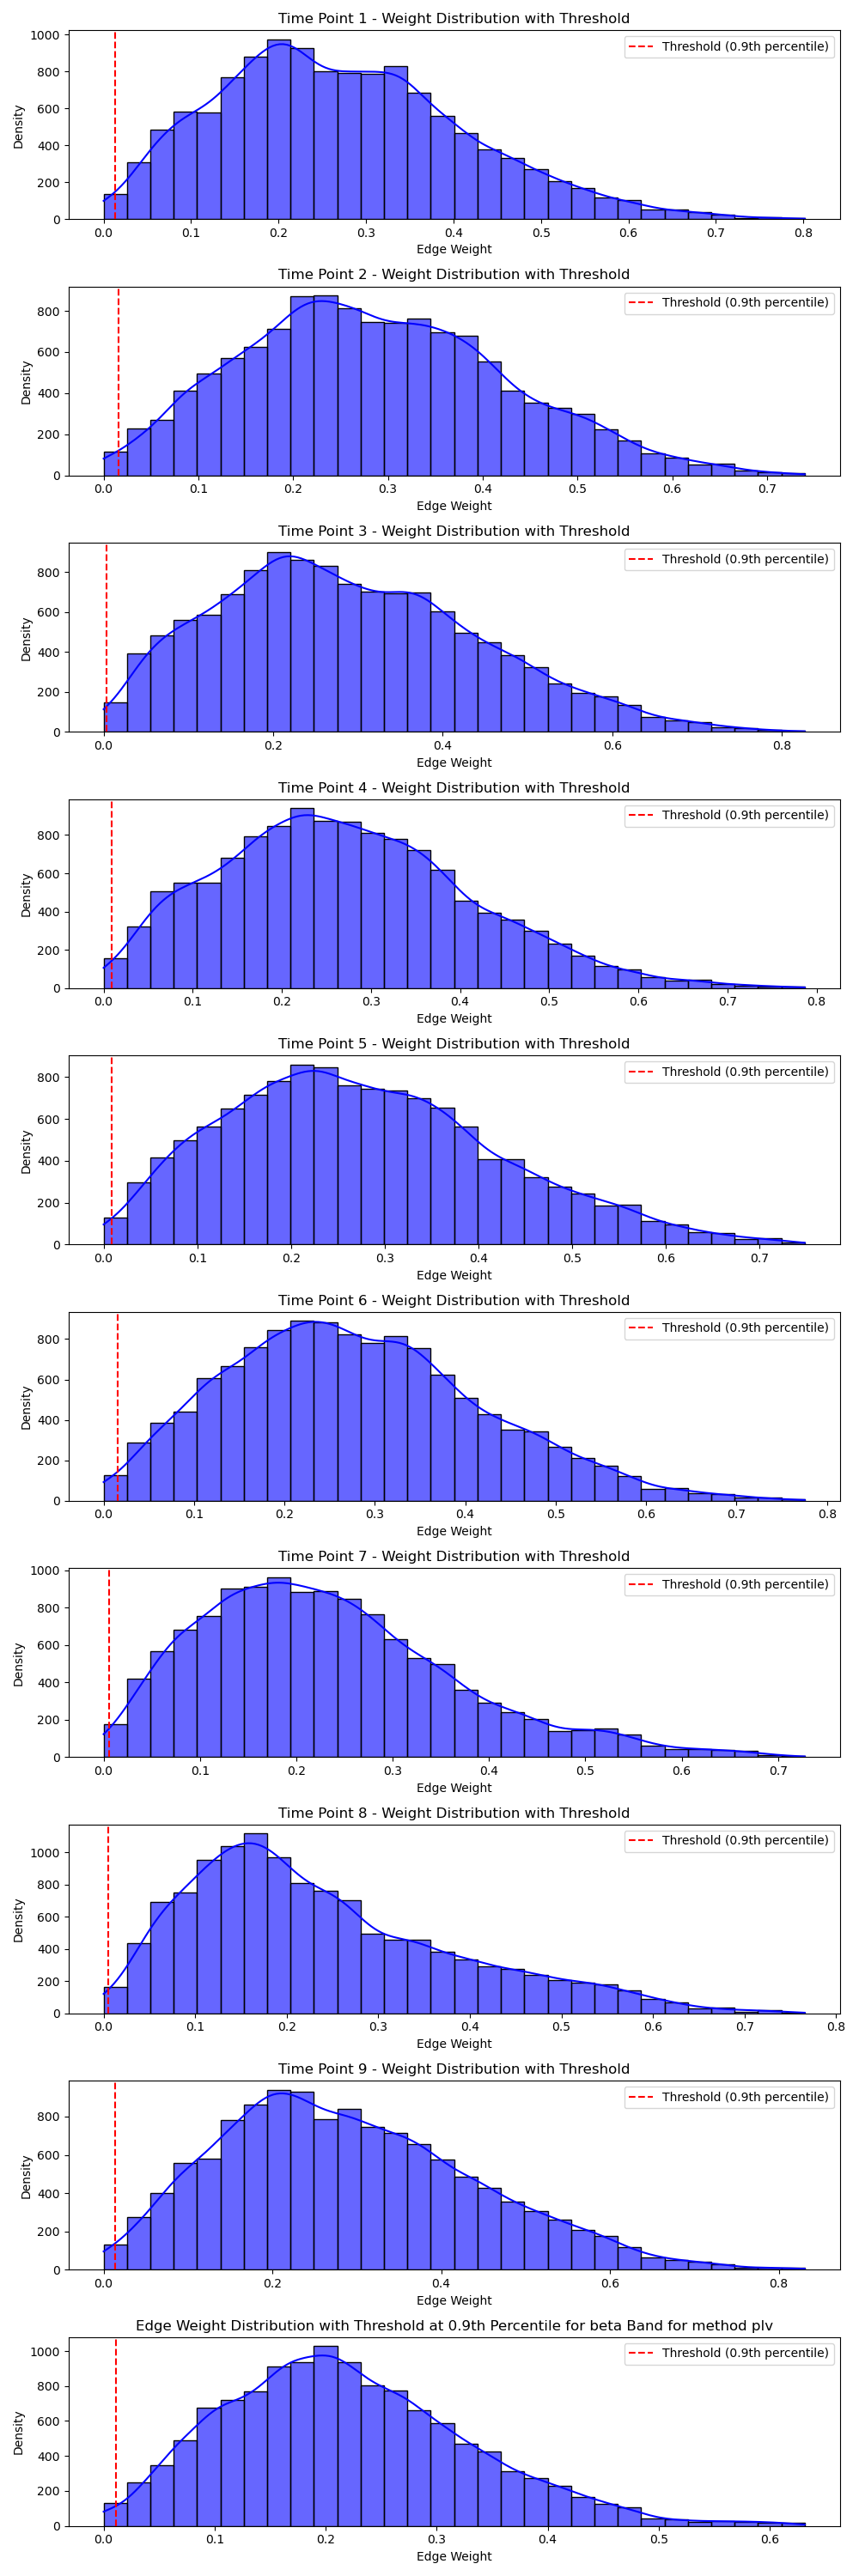 Time Point 1 - Weight Distribution with Threshold
Threshold (0.9th percentile)
Density
0 200 400 600 800 1000
0.0 0.1 0.2 0.3 0.4 0.5 0.6 0.7 0.8
Edge Weight
Time Point 2 - Weight Distribution with Threshold
Threshold (0.9th percentile)
Density
0 200 400 600 800
0.0 0.1 0.2 0.3 0.4 0.5 0.6 0.7
Edge Weight
Time Point 3 - Weight Distribution with Threshold
Threshold (0.9th percentile)
Density
0 200 400 600 800
0.0 0.2 0.4 0.6 0.8
Edge Weight
Time Point 4 - Weight Distribution with Threshold
Threshold (0.9th percentile)
Density
0 200 400 600 800
0.0 0.1 0.2 0.3 0.4 0.5 0.6 0.7 0.8
Edge Weight
Time Point 5 - Weight Distribution with Threshold
Threshold (0.9th percentile)
Density
0 200 400 600 800
0.0 0.1 0.2 0.3 0.4 0.5 0.6 0.7
Edge Weight
Time Point 6 - Weight Distribution with Threshold
Threshold (0.9th percentile)
Density
0 200 400 600 800
0.0 0.1 0.2 0.3 0.4 0.5 0.6 0.7 0.8
Edge Weight
Time Point 7 - Weight Distribution with Threshold
Threshold (0.9th percentile)
Density
0 200 400 600 800 1000
0.0 0.1 0.2 0.3 0.4 0.5 0.6 0.7
Edge Weight
Time Point 8 - Weight Distribution with Threshold
Threshold (0.9th percentile)
Density
0 200 400 600 800 1000
0.0 0.1 0.2 0.3 0.4 0.5 0.6 0.7 0.8
Edge Weight
Time Point 9 - Weight Distribution with Threshold
Threshold (0.9th percentile)
Density
0 200 400 600 800
0.0 0.2 0.4 0.6 0.8
Edge Weight
Edge Weight Distribution with Threshold at 0.9th Percentile for beta Band for method plv
Threshold (0.9th percentile)
Density
0 200 400 600 800 1000
0.0 0.1 0.2 0.3 0.4 0.5 0.6
Edge Weight